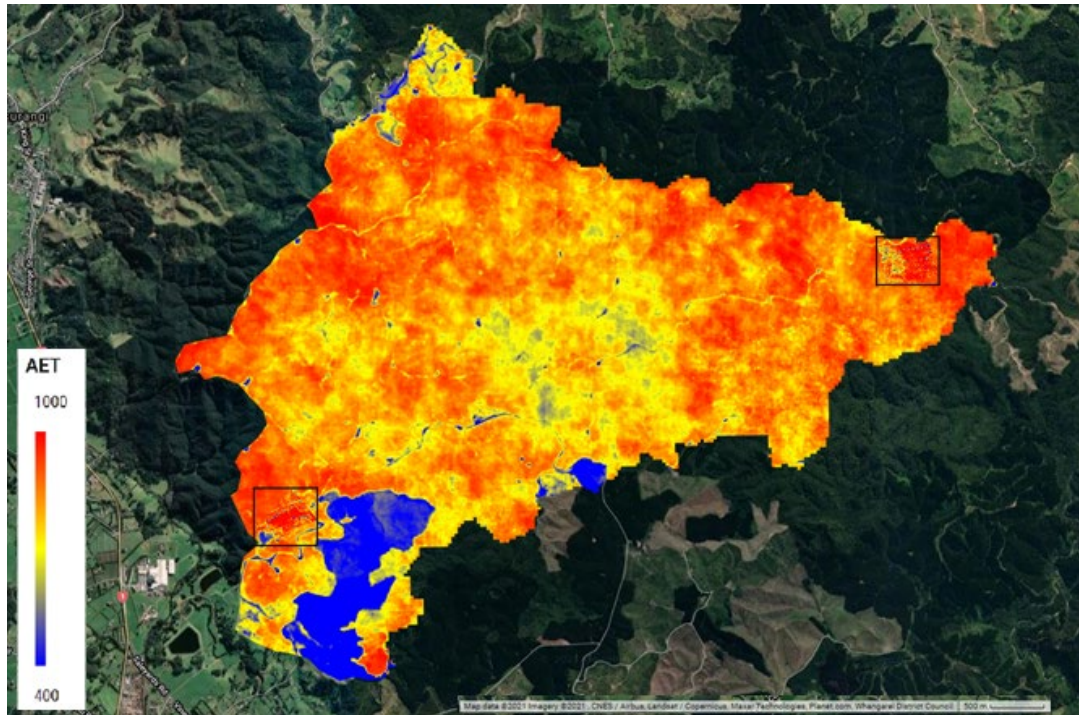 urangi
AET
1000
400
Map data ©2021 Imagery ©2021 , CNES / Airbus, Landsat / Copernicus, Maxar Technologies, Planet.com, Whangarei District Council
500 m